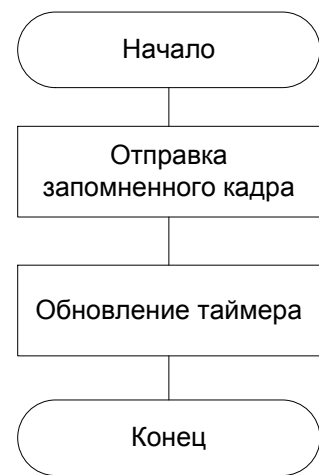 Начало
Отправка
запомненного кадра
Обновление таймера
Конец